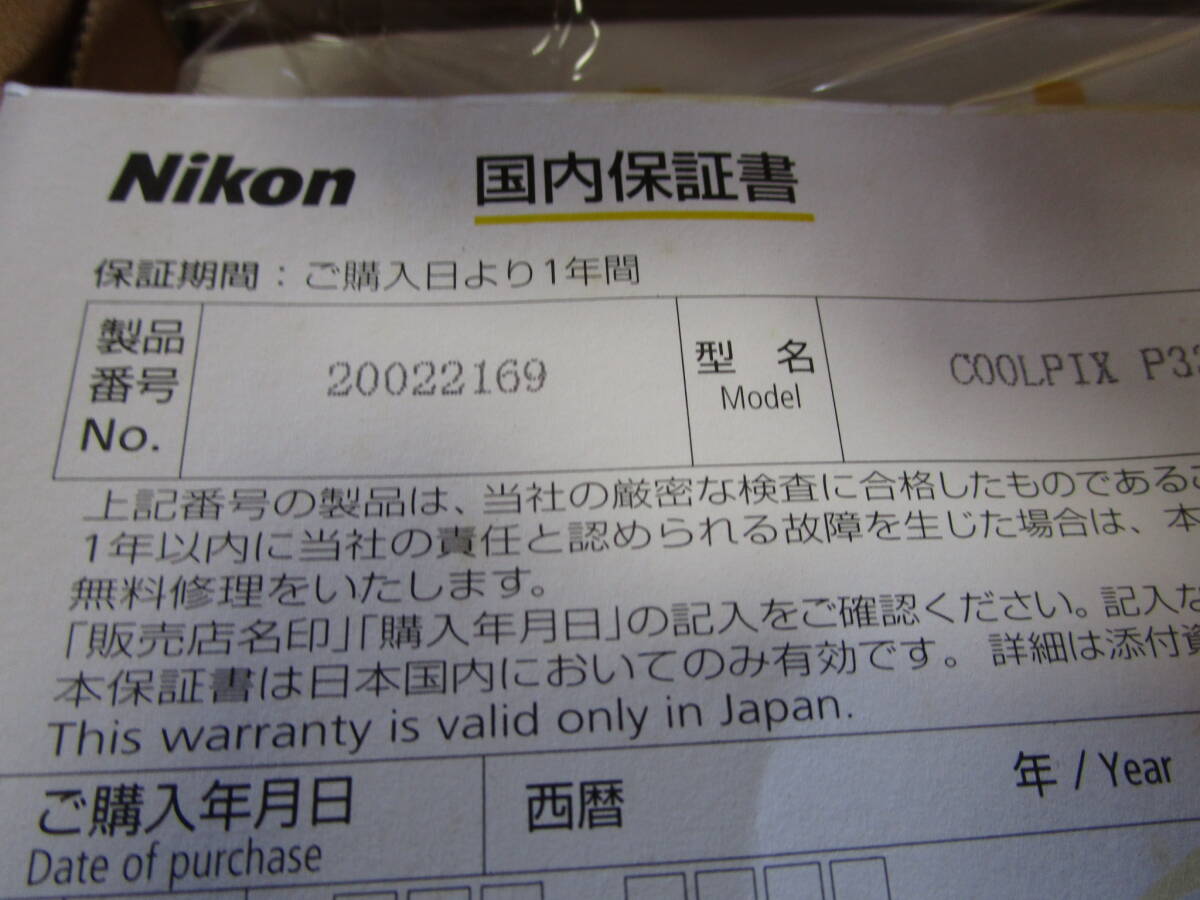 Nikon 国内保証書
保証期間：ご購入日より1年間
製品
番号
No.
20022169
型 名
Model
COOLPIX P33
上記番号の製品は、当社の厳密な検査に合格したものであるこ
1年以内に当社の責任と認められる故障を生じた場合は、本
無料修理をいたします。
「販売店名印」「購入年月日」の記入をご確認ください。記入な
本保証書は日本国内においてのみ有効です。詳細は添付資
This warranty is valid only in Japan.
ご購入年月日
Date of purchase
西暦
年 / Year